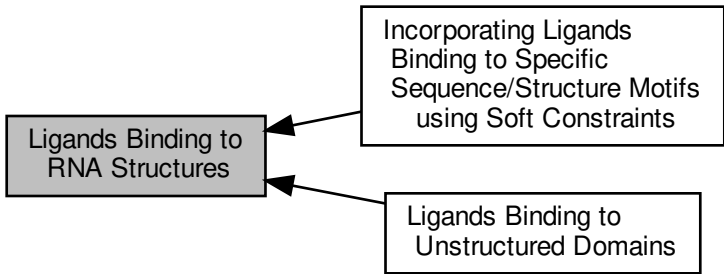 Ligands Binding to
RNA Structures
Incorporating Ligands
Binding to Specific
Sequence/Structure Motifs
using Soft Constraints
Ligands Binding to
Unstructured Domains